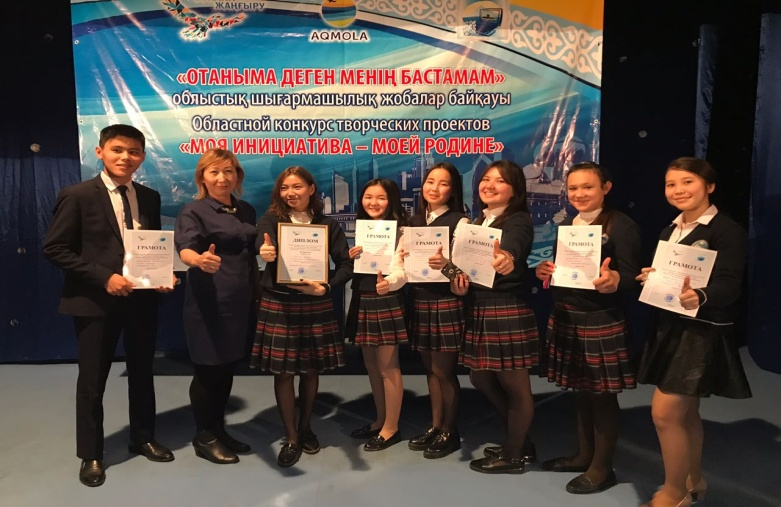 ЖАҢҒЫРУ
AQMOLA
«ОТАНЫМА ДЕГЕН МЕНІҢ БАСТАМАМ»
облыстық шығармашылық жобалар байқауы
Областной конкурс творческих проектов
«МОЯ ИНИЦИАТИВА – МОЕЙ РОДИНЕ»
ГРАМОТА
ДИПЛОМ
ГРАМОТА
ГРАМОТА
ГРАМОТА
ГРАМОТА
ГРАМОТА